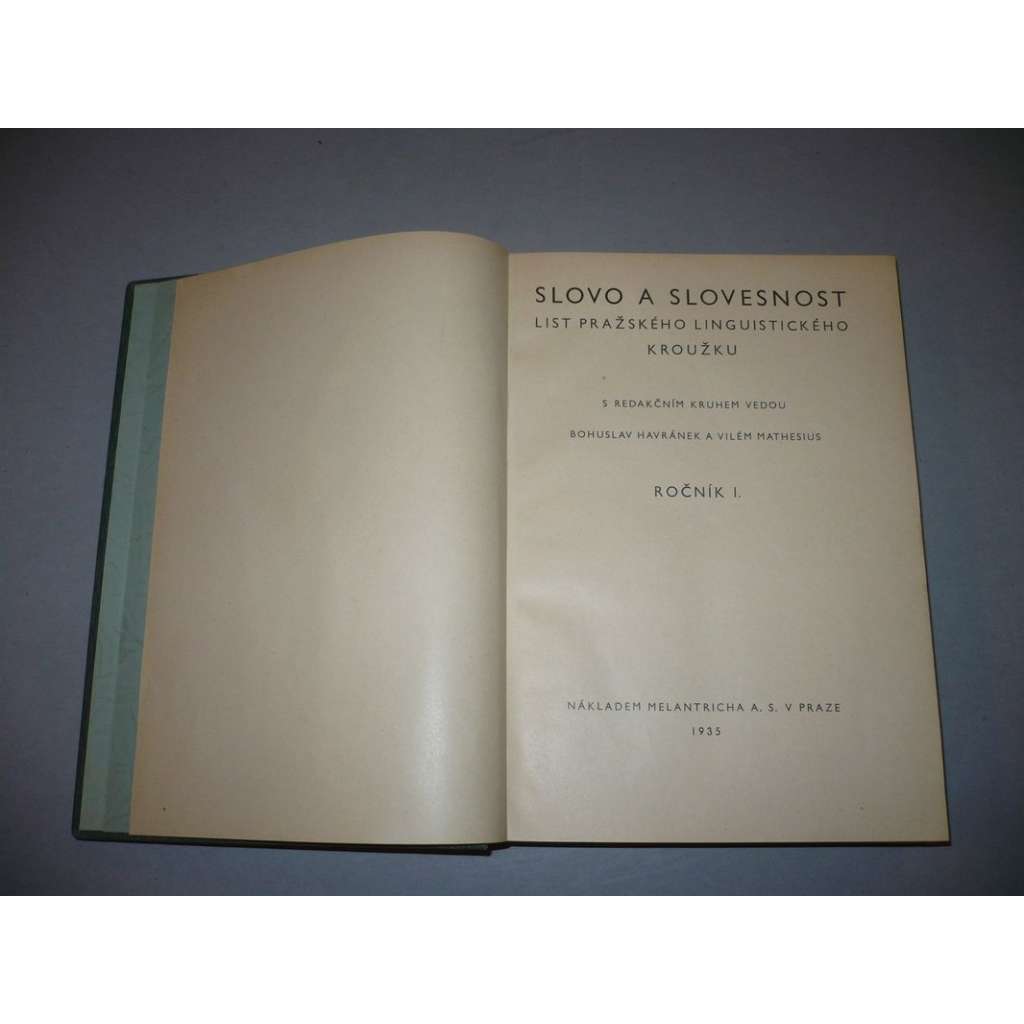 SLOVO A SLOVESNOST
LIST PRAŽSKÉHO LINGUISTICKÉHO
KROUŽKU
S REDAKČNÍM KRUHEM VEDOU
BOHUSLAV HAVRÁNEK A VILÉM MATHESIUS
ROČNÍK I.
NÁKLADEM MELANTRICHA A. S. V PRAZE
1935